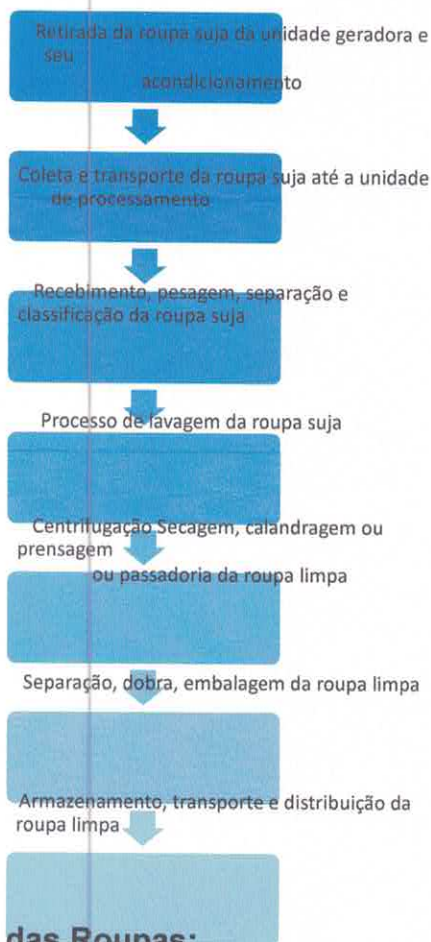 Retirada da roupa suja da unidade geradora e
seu
acondicionamento
Coleta e transporte da roupa suja até a unidade
de processamento
Recebimento, pesagem, separação e
classificação da roupa suja
Processo de lavagem da roupa suja
Centrifugação Secagem, calandragem ou
prensagem
ou passadoria da roupa limpa
Separação, dobra, embalagem da roupa limpa
Armazenamento, transporte e distribuição da
roupa limpa
das Roupas: